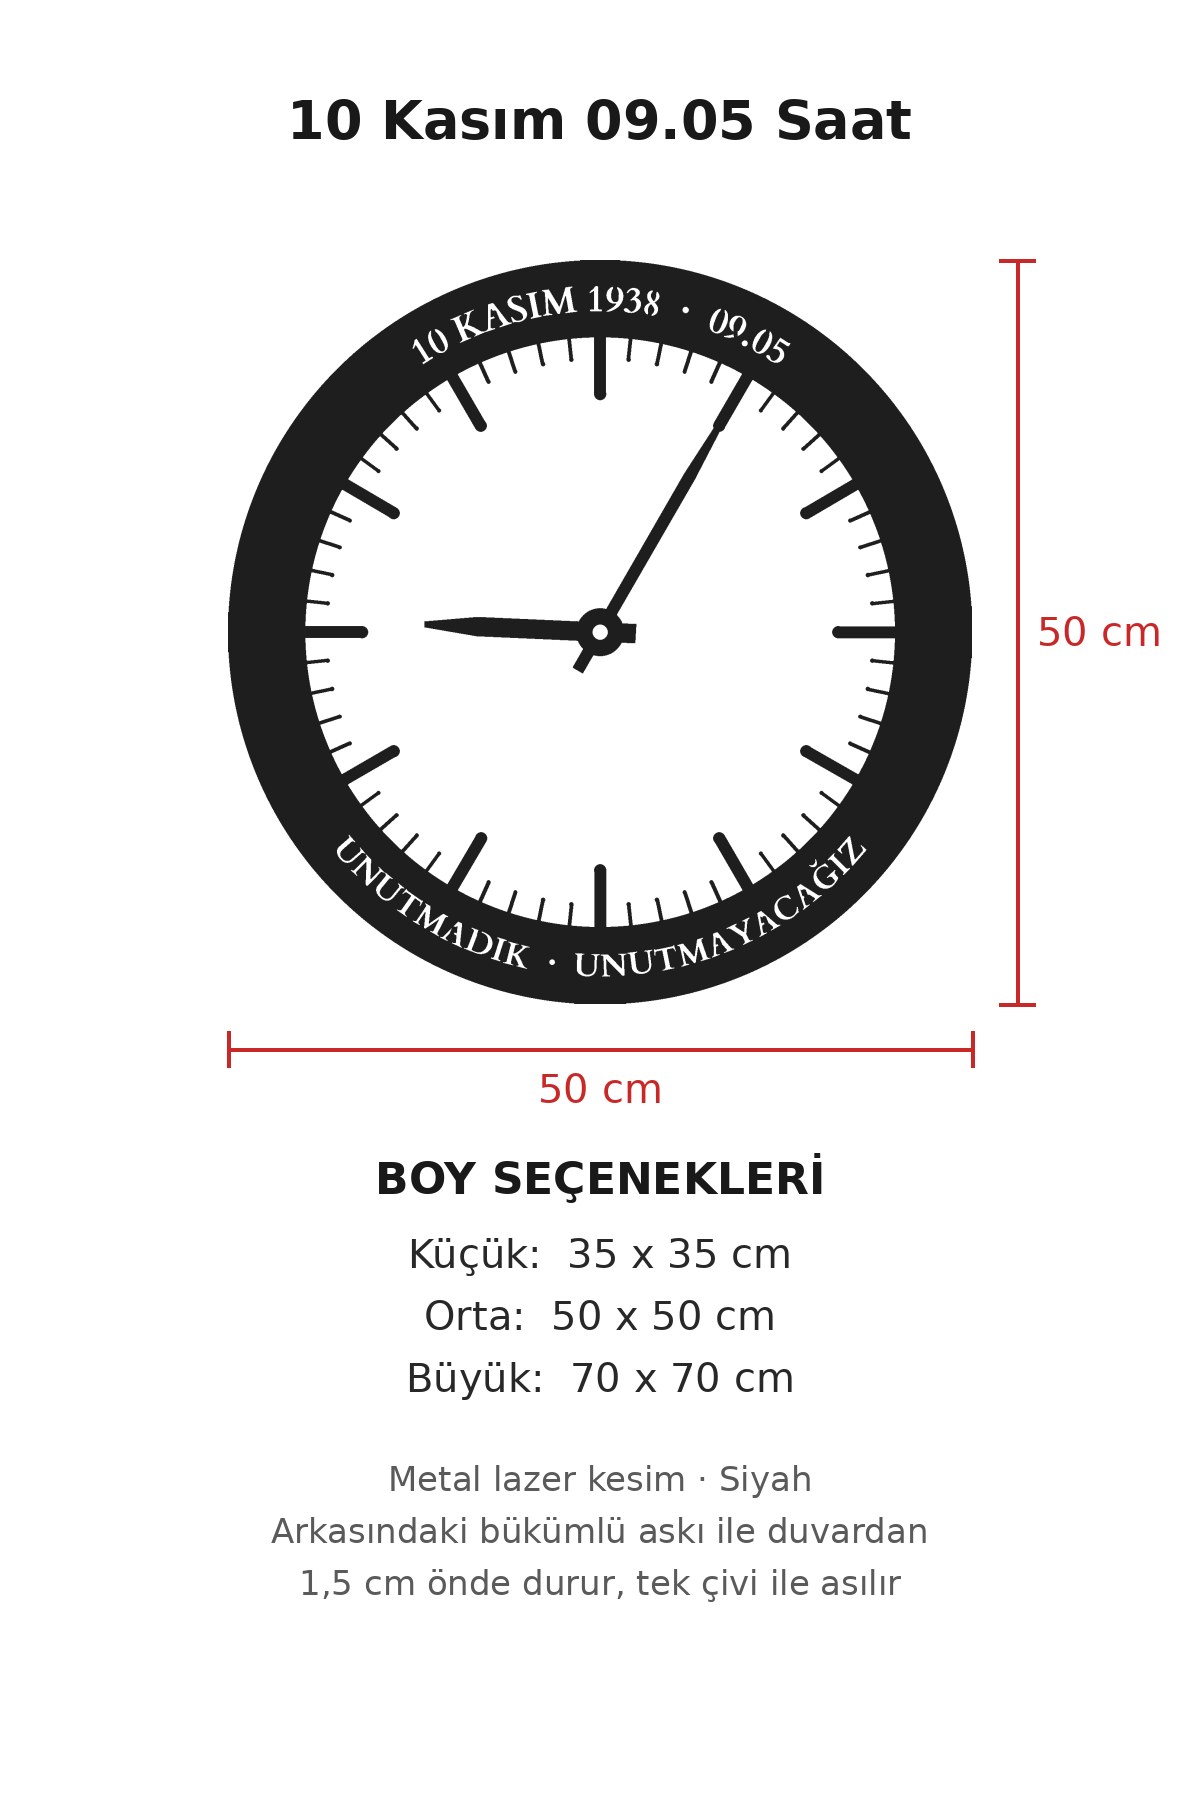 10 Kasım 09.05 Saat
10 KASIM 1938 · 09.05
50 cm
UNUTMADIK · UNUTMAYACAĞIZ
50 cm
BOY SEÇENEKLERİ
Küçük: 35 x 35 cm
Orta: 50 x 50 cm
Büyük: 70 x 70 cm
Metal lazer kesim · Siyah
Arkasındaki bükümlü askı ile duvardan
1,5 cm önde durur, tek çivi ile asılır